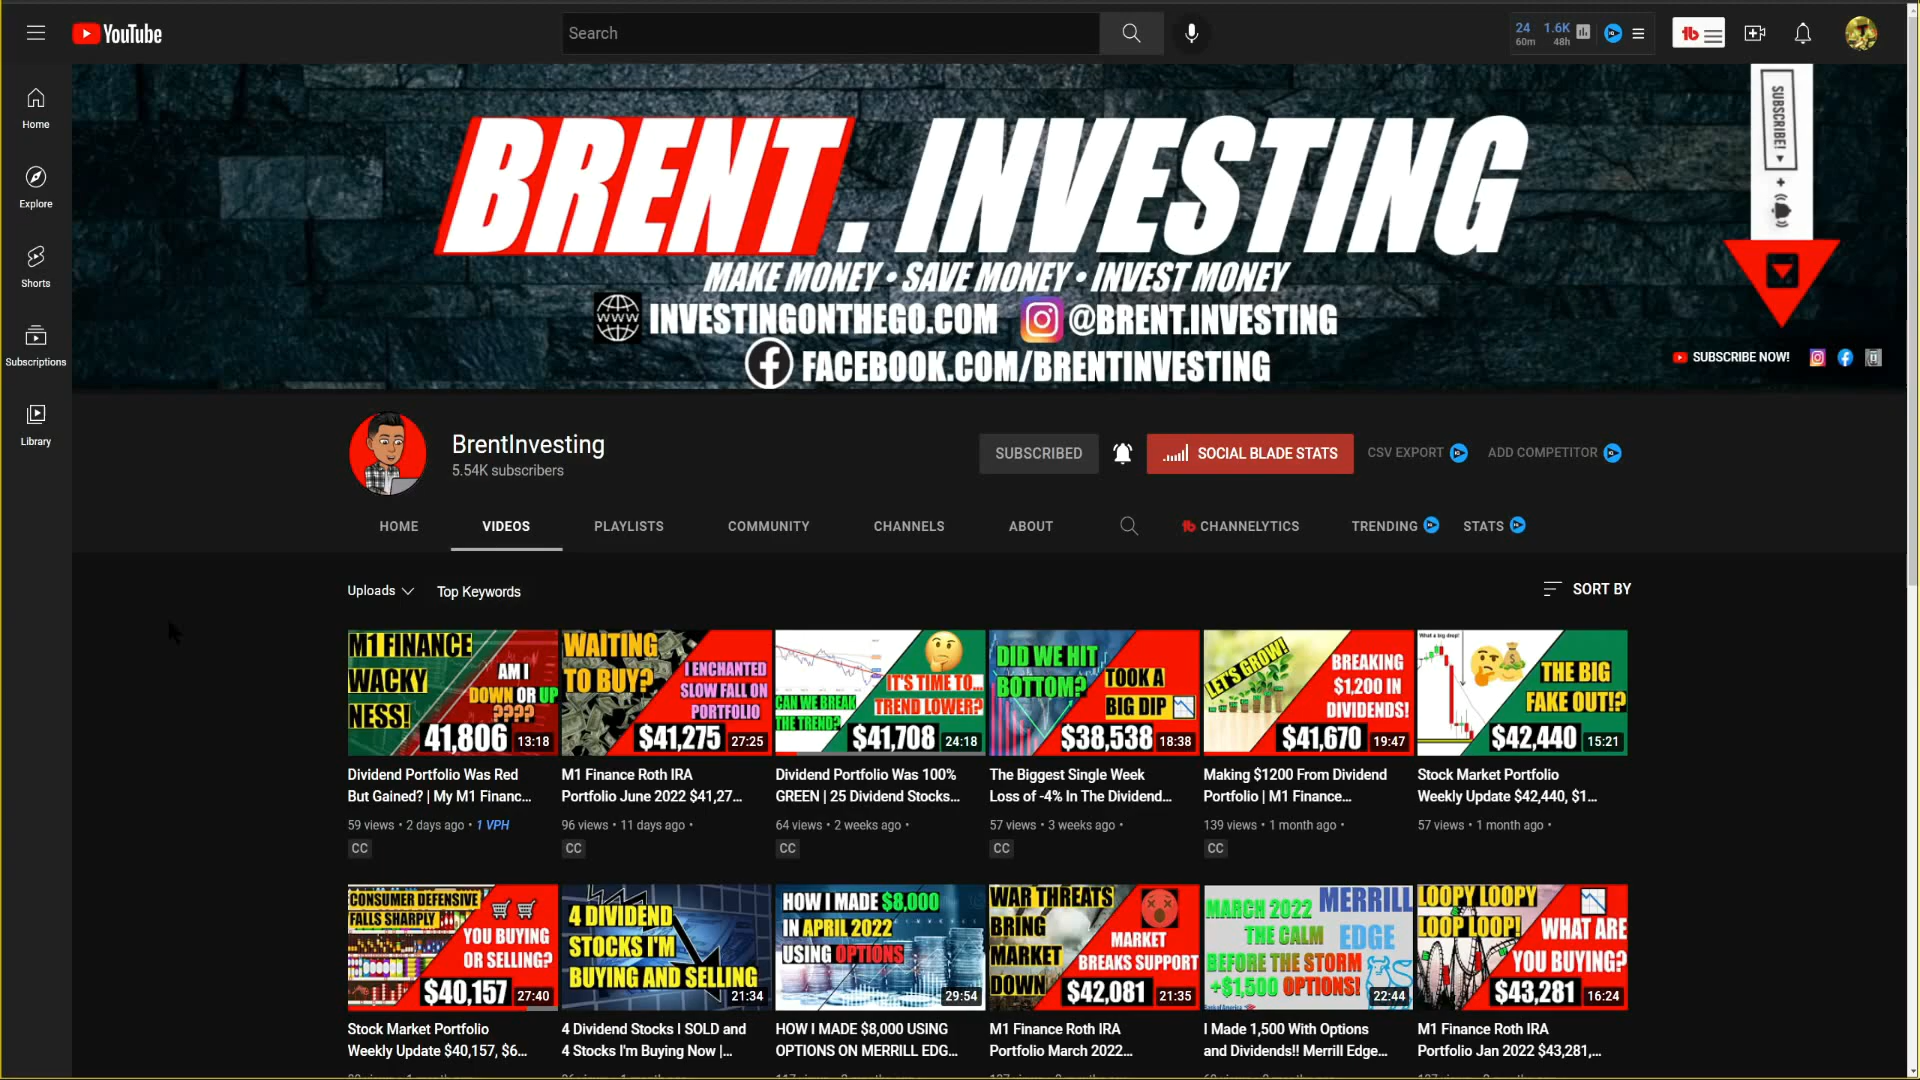 YouTube
Search
24
60m
1.6K
48h
Home
Explore
Shorts
Subscriptions
Library
BRENT.INVESTING
MAKE MONEY • SAVE MONEY • INVEST MONEY
INVESTINGONTHEGO.COM @BRENT.INVESTING
FACEBOOK.COM/BRENTINVESTING
SUBSCRIBE!
SUBSCRIBE NOW!
BrentInvesting
5.54K subscribers
SUBSCRIBED
SOCIAL BLADE STATS
CSV EXPORT
ADD COMPETITOR
HOME
VIDEOS
PLAYLISTS
COMMUNITY
CHANNELS
ABOUT
CHANNELYTICS
TRENDING
STATS
Uploads
Top Keywords
SORT BY
M1 FINANCE
WACKY
NESS!
AM I
DOWN OR UP
????
41,806
13:18
Dividend Portfolio Was Red
But Gained? | My M1 Financ...
59 views • 2 days ago • 1 VPH
CC
WAITING
TO BUY?
I ENCHANTED
SLOW FALL ON
PORTFOLIO
$41,275
27:25
M1 Finance Roth IRA
Portfolio June 2022 $41,27...
96 views • 11 days ago •
CC
CAN WE BREAK
THE TREND?
IT'S TIME TO...
TREND LOWER?
$41,708
24:18
Dividend Portfolio Was 100%
GREEN | 25 Dividend Stocks...
64 views • 2 weeks ago •
CC
DID WE HIT
BOTTOM?
TOOK A
BIG DIP
$38,538
18:38
The Biggest Single Week
Loss of -4% In The Dividend...
57 views • 3 weeks ago •
CC
LET'S GROW!
BREAKING
$1,200 IN
DIVIDENDS!
$41,670
19:47
Making $1200 From Dividend
Portfolio | M1 Finance...
139 views • 1 month ago •
CC
What a big drop!
THE BIG
FAKE OUT!?
$42,440
15:21
Stock Market Portfolio
Weekly Update $42,440, $1...
57 views • 1 month ago •
CONSUMER DEFENSIVE
FALLS SHARPLY
YOU BUYING
OR SELLING?
$40,157
27:40
Stock Market Portfolio
Weekly Update $40,157, $6...
4 DIVIDEND
STOCKS I'M
BUYING AND SELLING
21:34
4 Dividend Stocks I SOLD and
4 Stocks I'm Buying Now |...
HOW I MADE $8,000
IN APRIL 2022
USING OPTIONS
29:54
HOW I MADE $8,000 USING
OPTIONS ON MERRILL EDG...
WAR THREATS
BRING
MARKET
DOWN
MARKET
BREAKS SUPPORT
$42,081
21:35
M1 Finance Roth IRA
Portfolio March 2022...
MARCH 2022
THE CALM
BEFORE THE STORM
+$1,500 OPTIONS!
MERRILL
EDGE
22:44
I Made 1,500 With Options
and Dividends!! Merrill Edge...
LOOPY LOOPY
LOOP LOOP!
WHAT ARE
YOU BUYING?
$43,281
16:24
M1 Finance Roth IRA
Portfolio Jan 2022 $43,281,...